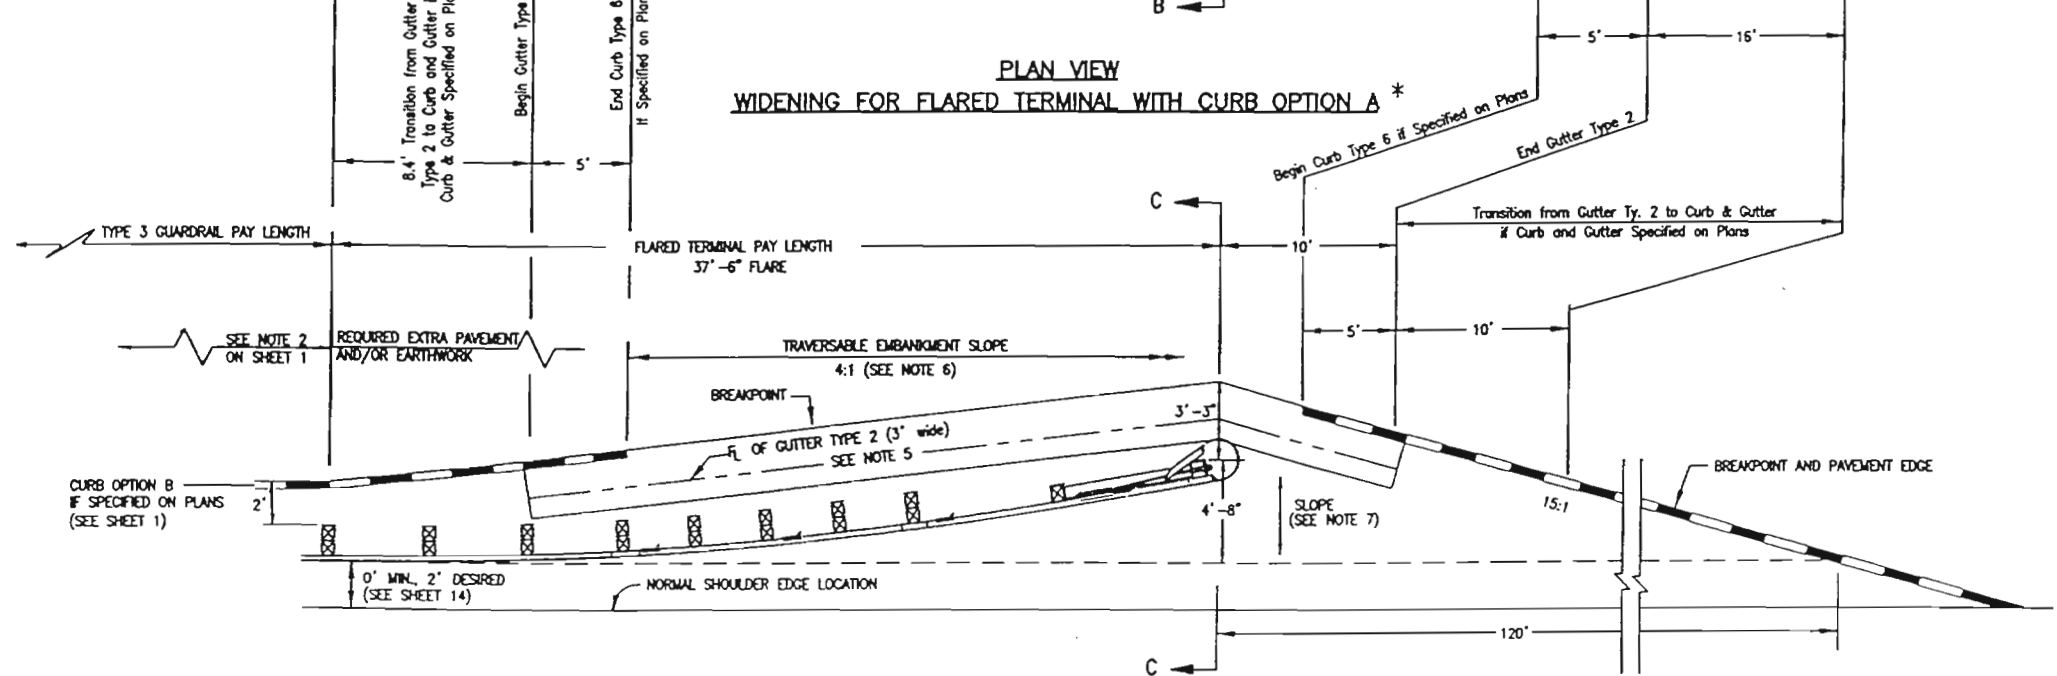 8.4' Transition from Gutter
Type 2 to Curb and Gutter
Curb & Gutter Specified on
Begin Gutter Type
End Curb Type 6
If Specified on
B
PLAN VIEW
WIDENING FOR FLARED TERMINAL WITH CURB OPTION A *
5'
16'
5'
Begin Curb Type 6 if Specified on Plans
End Gutter Type 2
C
Transition from Gutter Ty. 2 to Curb & Gutter
if Curb and Gutter Specified on Plans
TYPE 3 GUARDRAIL PAY LENGTH
FLARED TERMINAL PAY LENGTH
37'-6" FLARE
10'
5'
10'
SEE NOTE 2
ON SHEET 1
REQUIRED EXTRA PAVEMENT
AND/OR EARTHWORK
TRAVERSABLE EMBANKMENT SLOPE
4:1 (SEE NOTE 6)
BREAKPOINT
3'-3"
FL OF GUTTER TYPE 2 (3' wide)
SEE NOTE 5
BREAKPOINT AND PAVEMENT EDGE
CURB OPTION B
IF SPECIFIED ON PLANS
(SEE SHEET 1)
2'
4'-8"
SLOPE
(SEE NOTE 7)
15:1
0' MIN., 2' DESIRED
(SEE SHEET 14)
NORMAL SHOULDER EDGE LOCATION
120'
C